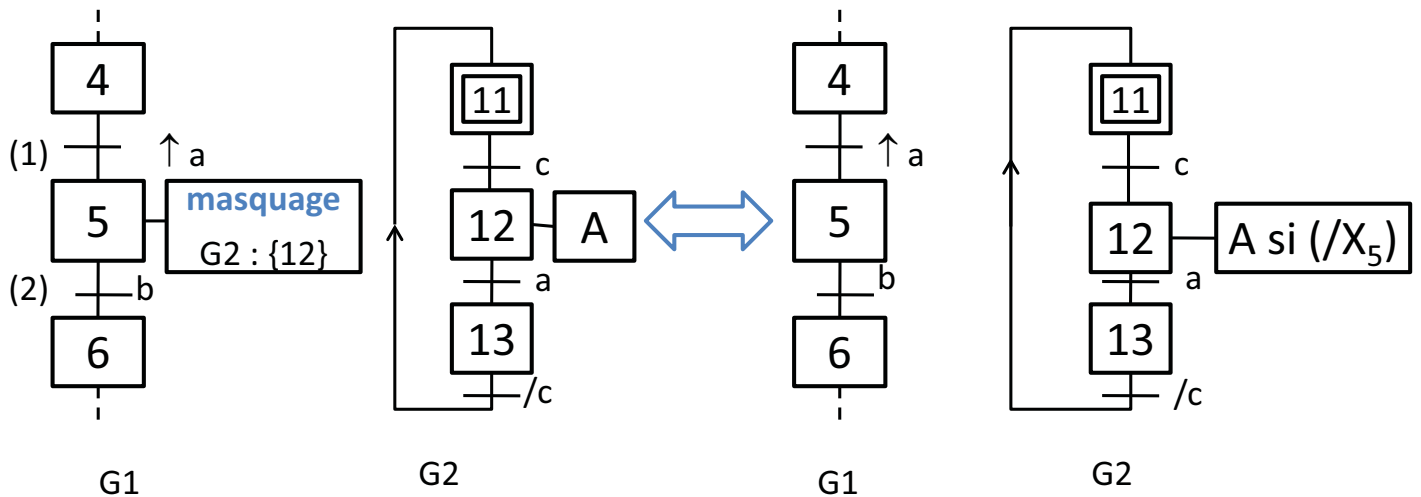 4
(1)
↑ a
5
masquage
G2 : {12}
(2)
b
6
G1
11
c
12
A
a
13
/c
G2
4
↑ a
5
b
6
G1
11
c
12
A si (/X₅)
a
13
/c
G2